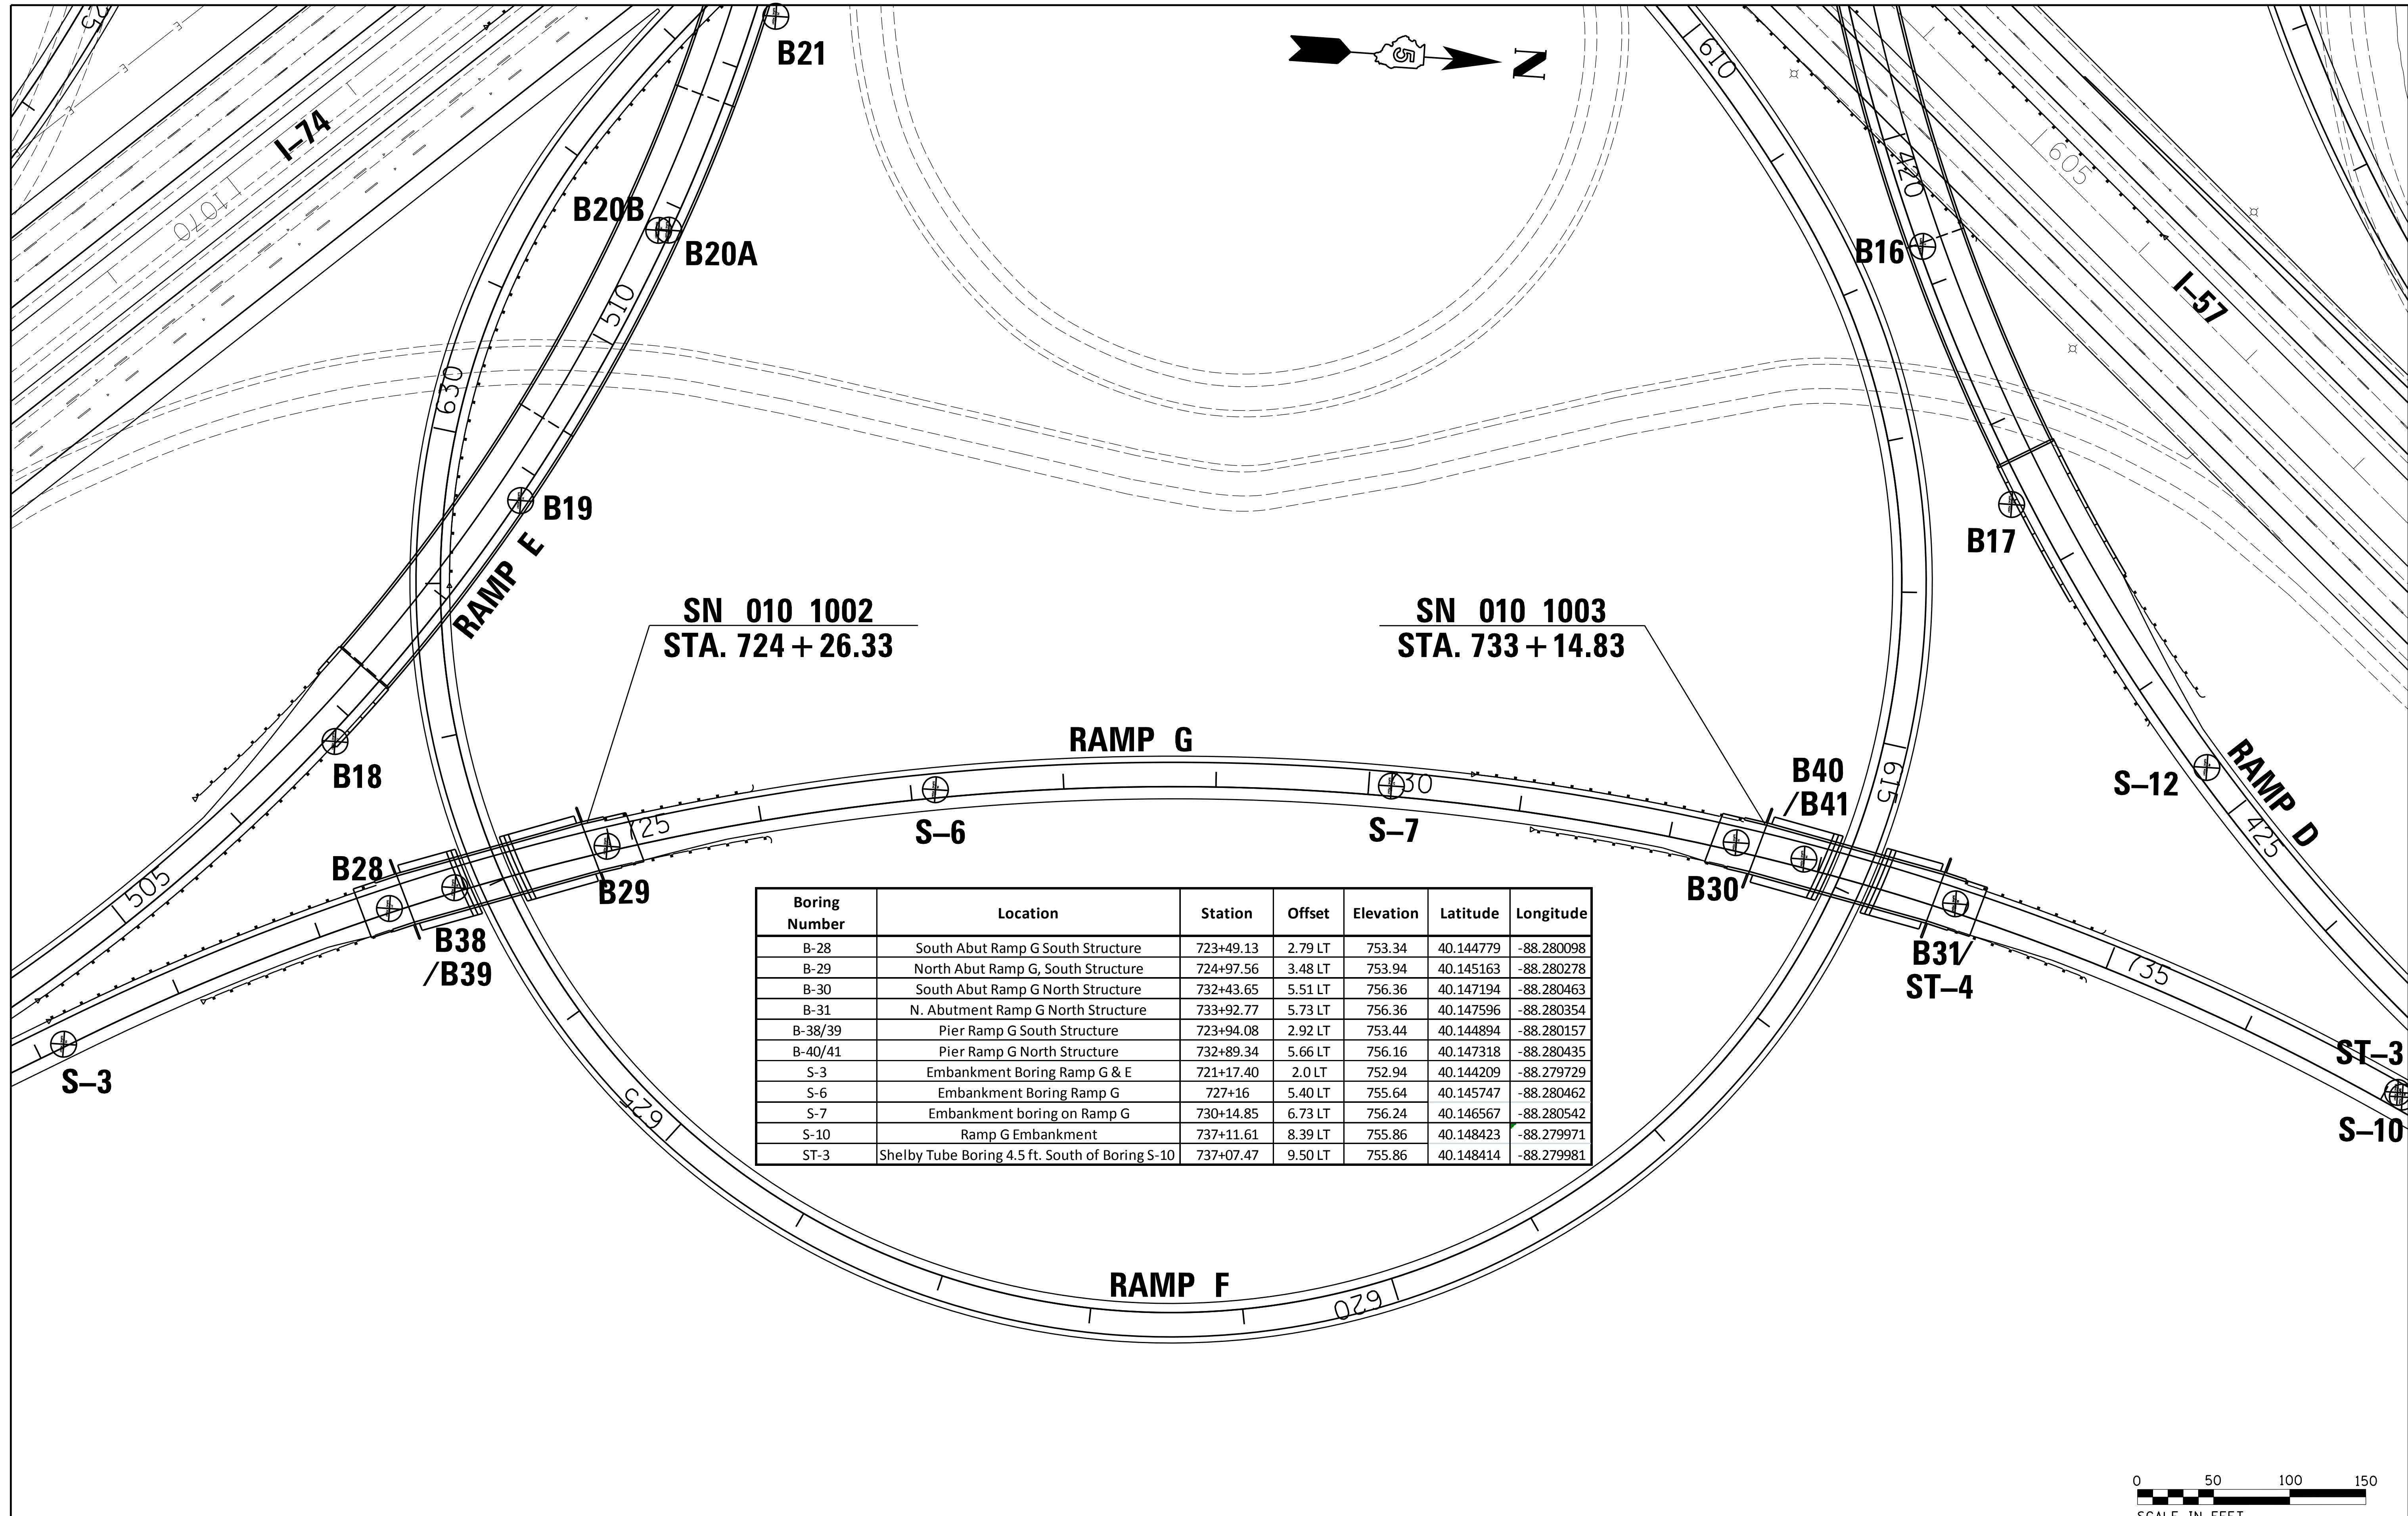 B21
N
5
610
I–74
1070
420
605
B20B
B20A
B16
I–57
510
630
B19
B17
RAMP E
SN 010 1002
STA. 724+26.33
SN 010 1003
STA. 733+14.83
RAMP G
B18
S–6
S–7
730
B40
/B41
615
S–12
RAMP D
425
725
B28
B29
B30
505
B38
/B39
B31/
ST–4
735
S–3
ST–3
S–10
Boring Number Location Station Offset Elevation Latitude Longitude
B-28 South Abut Ramp G South Structure 723+49.13 2.79 LT 753.34 40.144779 -88.280098
B-29 North Abut Ramp G, South Structure 724+97.56 3.48 LT 753.94 40.145163 -88.280278
B-30 South Abut Ramp G North Structure 732+43.65 5.51 LT 756.36 40.147194 -88.280463
B-31 N. Abutment Ramp G North Structure 733+92.77 5.73 LT 756.36 40.147596 -88.280354
B-38/39 Pier Ramp G South Structure 723+94.08 2.92 LT 753.44 40.144894 -88.280157
B-40/41 Pier Ramp G North Structure 732+89.34 5.66 LT 756.16 40.147318 -88.280435
S-3 Embankment Boring Ramp G & E 721+17.40 2.0 LT 752.94 40.144209 -88.279729
S-6 Embankment Boring Ramp G 727+16 5.40 LT 755.64 40.145747 -88.280462
S-7 Embankment boring on Ramp G 730+14.85 6.73 LT 756.24 40.146567 -88.280542
S-10 Ramp G Embankment 737+11.61 8.39 LT 755.86 40.148423 -88.279971
ST-3 Shelby Tube Boring 4.5 ft. South of Boring S-10 737+07.47 9.50 LT 755.86 40.148414 -88.279981
625
RAMP F
620
0 50 100 150
SCALE IN FEET